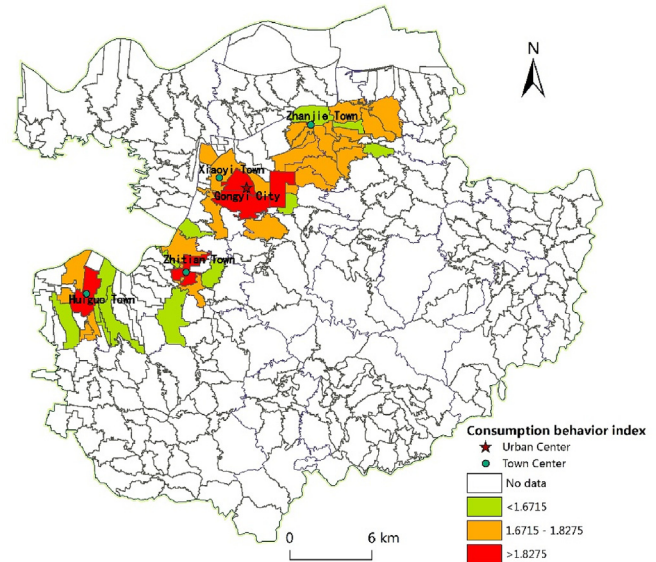 N
Zhanjie Town
Xiaoyi Town
Gongyi City
Zhitian Town
Huiguo Town
Consumption behavior index
Urban Center
Town Center
No data
<1.6715
1.6715 - 1.8275
>1.8275
0 6 km